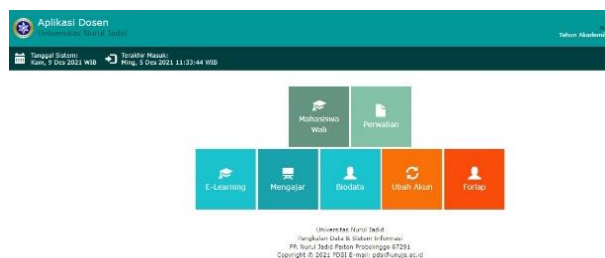 Aplikasi Dosen
Universitas Nurul Jadid
Tahun Akademi
Tanggal Sistem:
Kam, 9 Des 2021 WIB
Terakhir Masuk:
Ming, 5 Des 2021 11:33:44 WIB
Mahasiswa
Wali
Perwalian
E-Learning
Mengajar
Biodata
Ubah Akun
Forlap
Universitas Nurul Jadid
Pangkalan Data & Sistem Informasi
PP. Nurul Jadid Paiton Probolinggo 67291
Copyright © 2021 PDSI E-mail: pdsi@unuja.ac.id